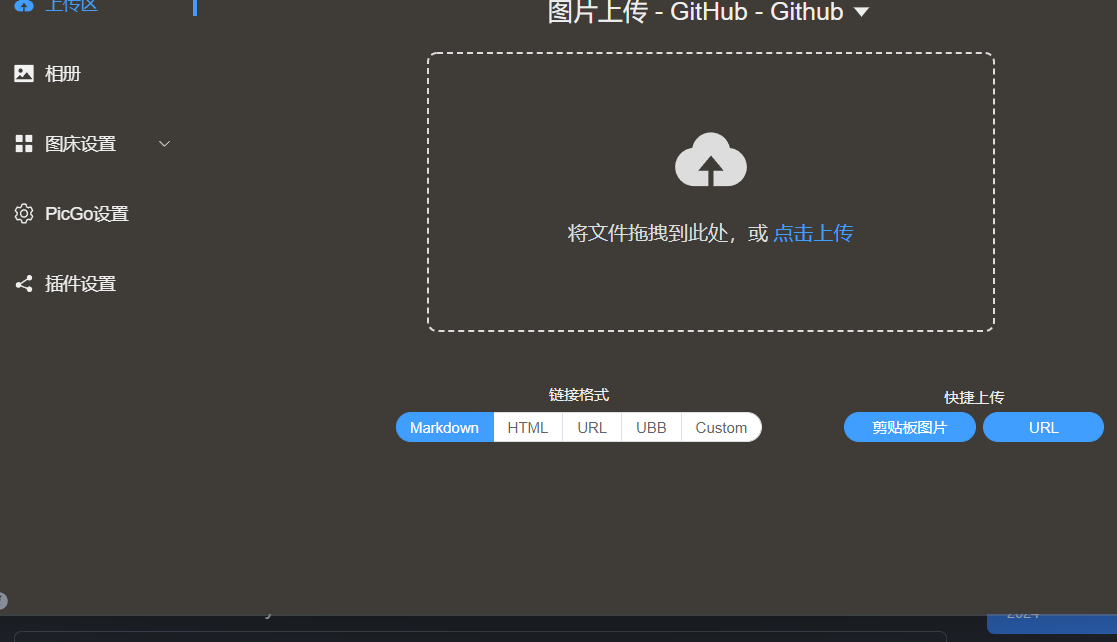 上传区
图片上传 - GitHub - Github
相册
图床设置
PicGo设置
插件设置
将文件拖拽到此处，或 点击上传
链接格式
快捷上传
Markdown HTML URL UBB Custom
剪贴板图片 URL
2024